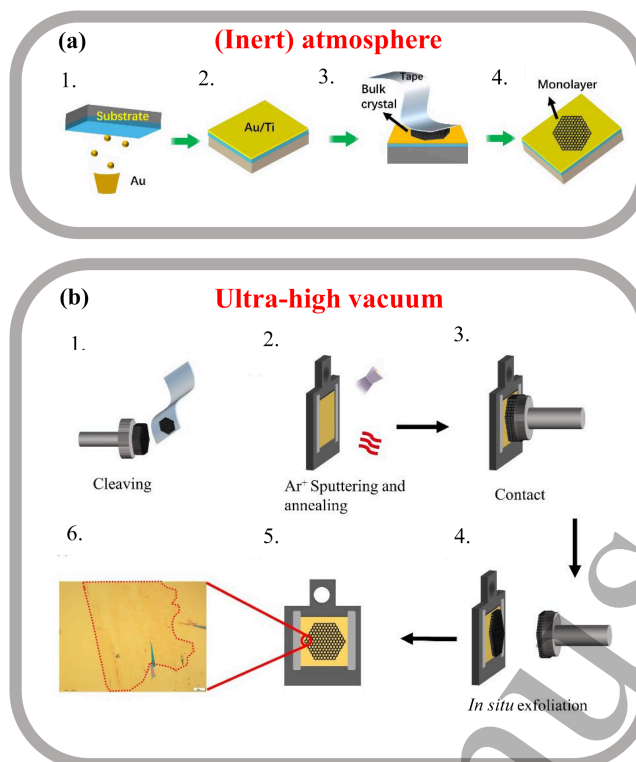 (a)
(Inert) atmosphere
1.
2.
3.
4.
Substrate
Au
Au/Ti
Tape
Bulk
crystal
Monolayer
(b)
Ultra-high vacuum
1.
2.
3.
Cleaving
Ar⁺ Sputtering and
annealing
Contact
6.
5.
4.
In situ exfoliation